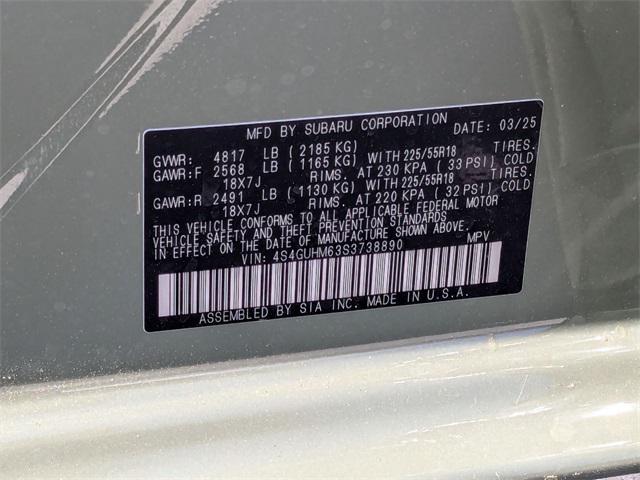 MFD BY SUBARU CORPORATION DATE: 03/25
GVWR: 4817 LB (2185 KG)
GAWR:F 2568 LB (1165 KG) WITH 225/55R18 TIRES.
18X7J RIMS. AT 230 KPA (33 PSI) COLD
GAWR:R 2491 LB (1130 KG) WITH 225/55R18 TIRES.
18X7J RIMS. AT 220 KPA (32 PSI) COLD
THIS VEHICLE CONFORMS TO ALL APPLICABLE FEDERAL MOTOR
VEHICLE SAFETY AND THEFT PREVENTION STANDARDS
IN EFFECT ON THE DATE OF MANUFACTURE SHOWN ABOVE.
VIN: 4S4GUHM63S3738890 MPV
ASSEMBLED BY SIA INC. MADE IN U.S.A.